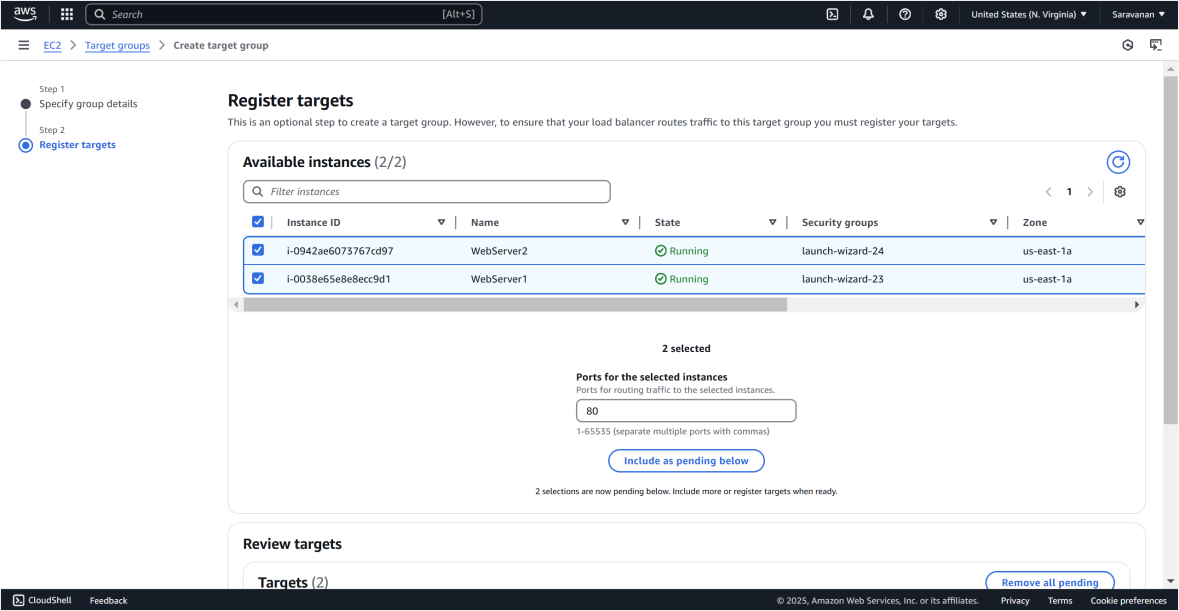 aws
Search [Alt+S]
United States (N. Virginia) Saravanan
EC2 Target groups Create target group
Step 1
Specify group details
Step 2
Register targets
Register targets
This is an optional step to create a target group. However, to ensure that your load balancer routes traffic to this target group you must register your targets.
Available instances (2/2)
Filter instances
1
Instance ID Name State Security groups Zone
i-0942ae6073767cd97 WebServer2 Running launch-wizard-24 us-east-1a
i-0038e65e8e8ecc9d1 WebServer1 Running launch-wizard-23 us-east-1a
2 selected
Ports for the selected instances
Ports for routing traffic to the selected instances.
80
1-65535 (separate multiple ports with commas)
Include as pending below
2 selections are now pending below. Include more or register targets when ready.
Review targets
Targets (2) Remove all pending
CloudShell Feedback © 2025, Amazon Web Services, Inc. or its affiliates. Privacy Terms Cookie preferences